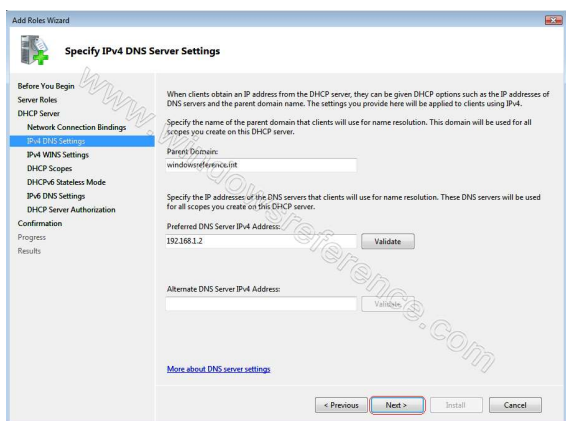 Add Roles Wizard
Specify IPv4 DNS Server Settings
Before You Begin
Server Roles
DHCP Server
Network Connection Bindings
IPv4 DNS Settings
IPv4 WINS Settings
DHCP Scopes
DHCPv6 Stateless Mode
IPv6 DNS Settings
DHCP Server Authorization
Confirmation
Progress
Results
When clients obtain an IP address from the DHCP server, they can be given DHCP options such as the IP addresses of
DNS servers and the parent domain name. The settings you provide here will be applied to clients using IPv4.
Specify the name of the parent domain that clients will use for name resolution. This domain will be used for all
scopes you create on this DHCP server.
Parent Domain:
windowsreference.int
Specify the IP addresses of the DNS servers that clients will use for name resolution. These DNS servers will be used
for all scopes you create on this DHCP server.
Preferred DNS Server IPv4 Address:
192.168.1.2
Validate
Alternate DNS Server IPv4 Address:
Validate
More about DNS server settings
< Previous
Next >
Install
Cancel
Www.Windowsreference.com